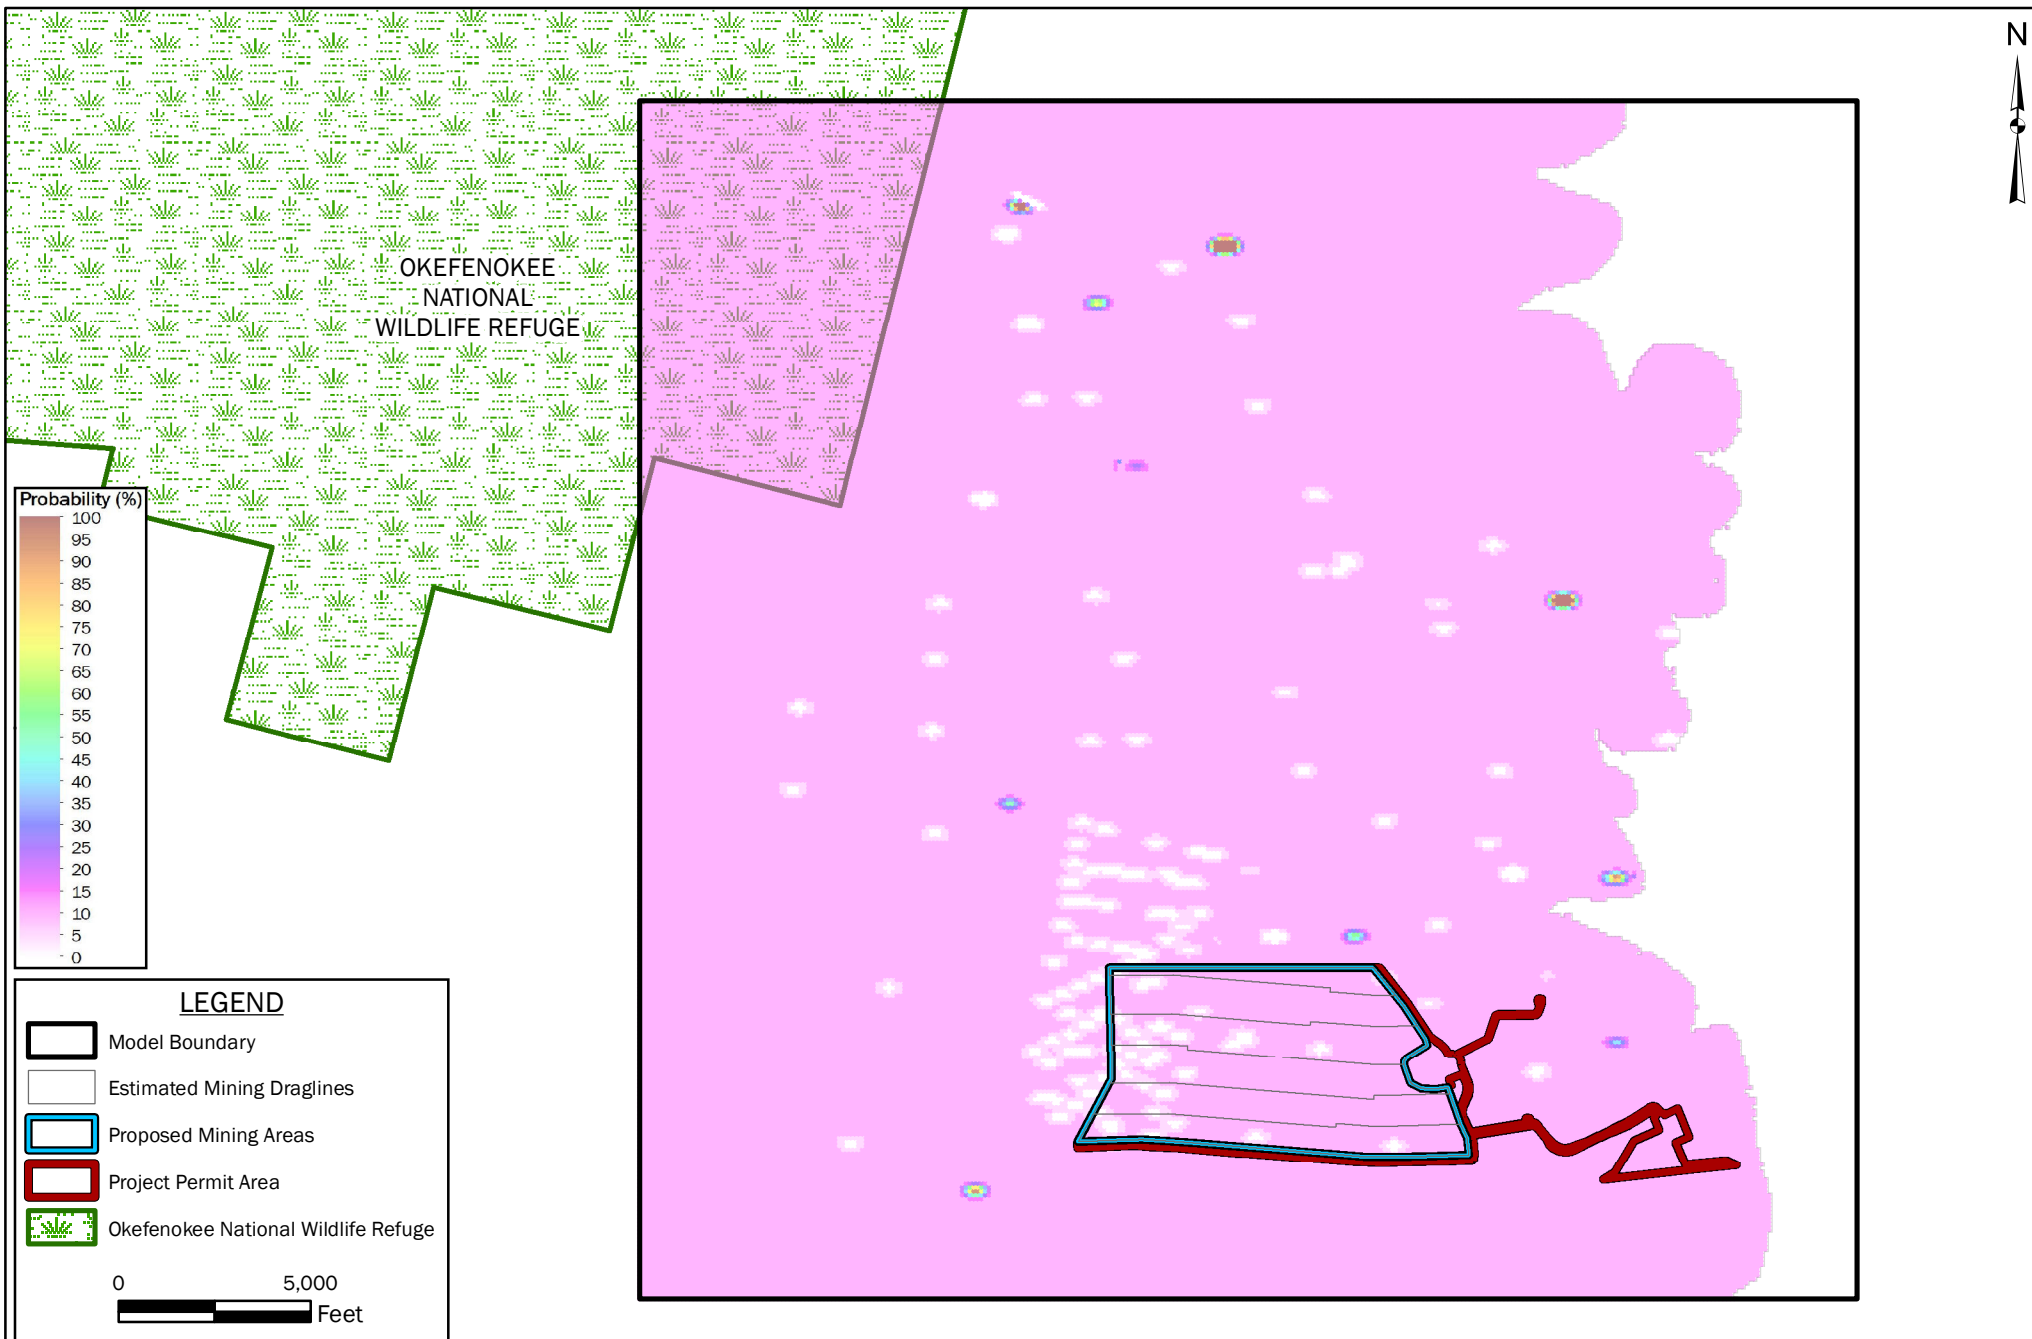 N
OKEFENOKEE
NATIONAL
WILDLIFE REFUGE
Probability (%)
100
95
90
85
80
75
70
65
60
55
50
45
40
35
30
25
20
15
10
5
0
LEGEND
Model Boundary
Estimated Mining Draglines
Proposed Mining Areas
Project Permit Area
Okefenokee National Wildlife Refuge
0 5,000
Feet